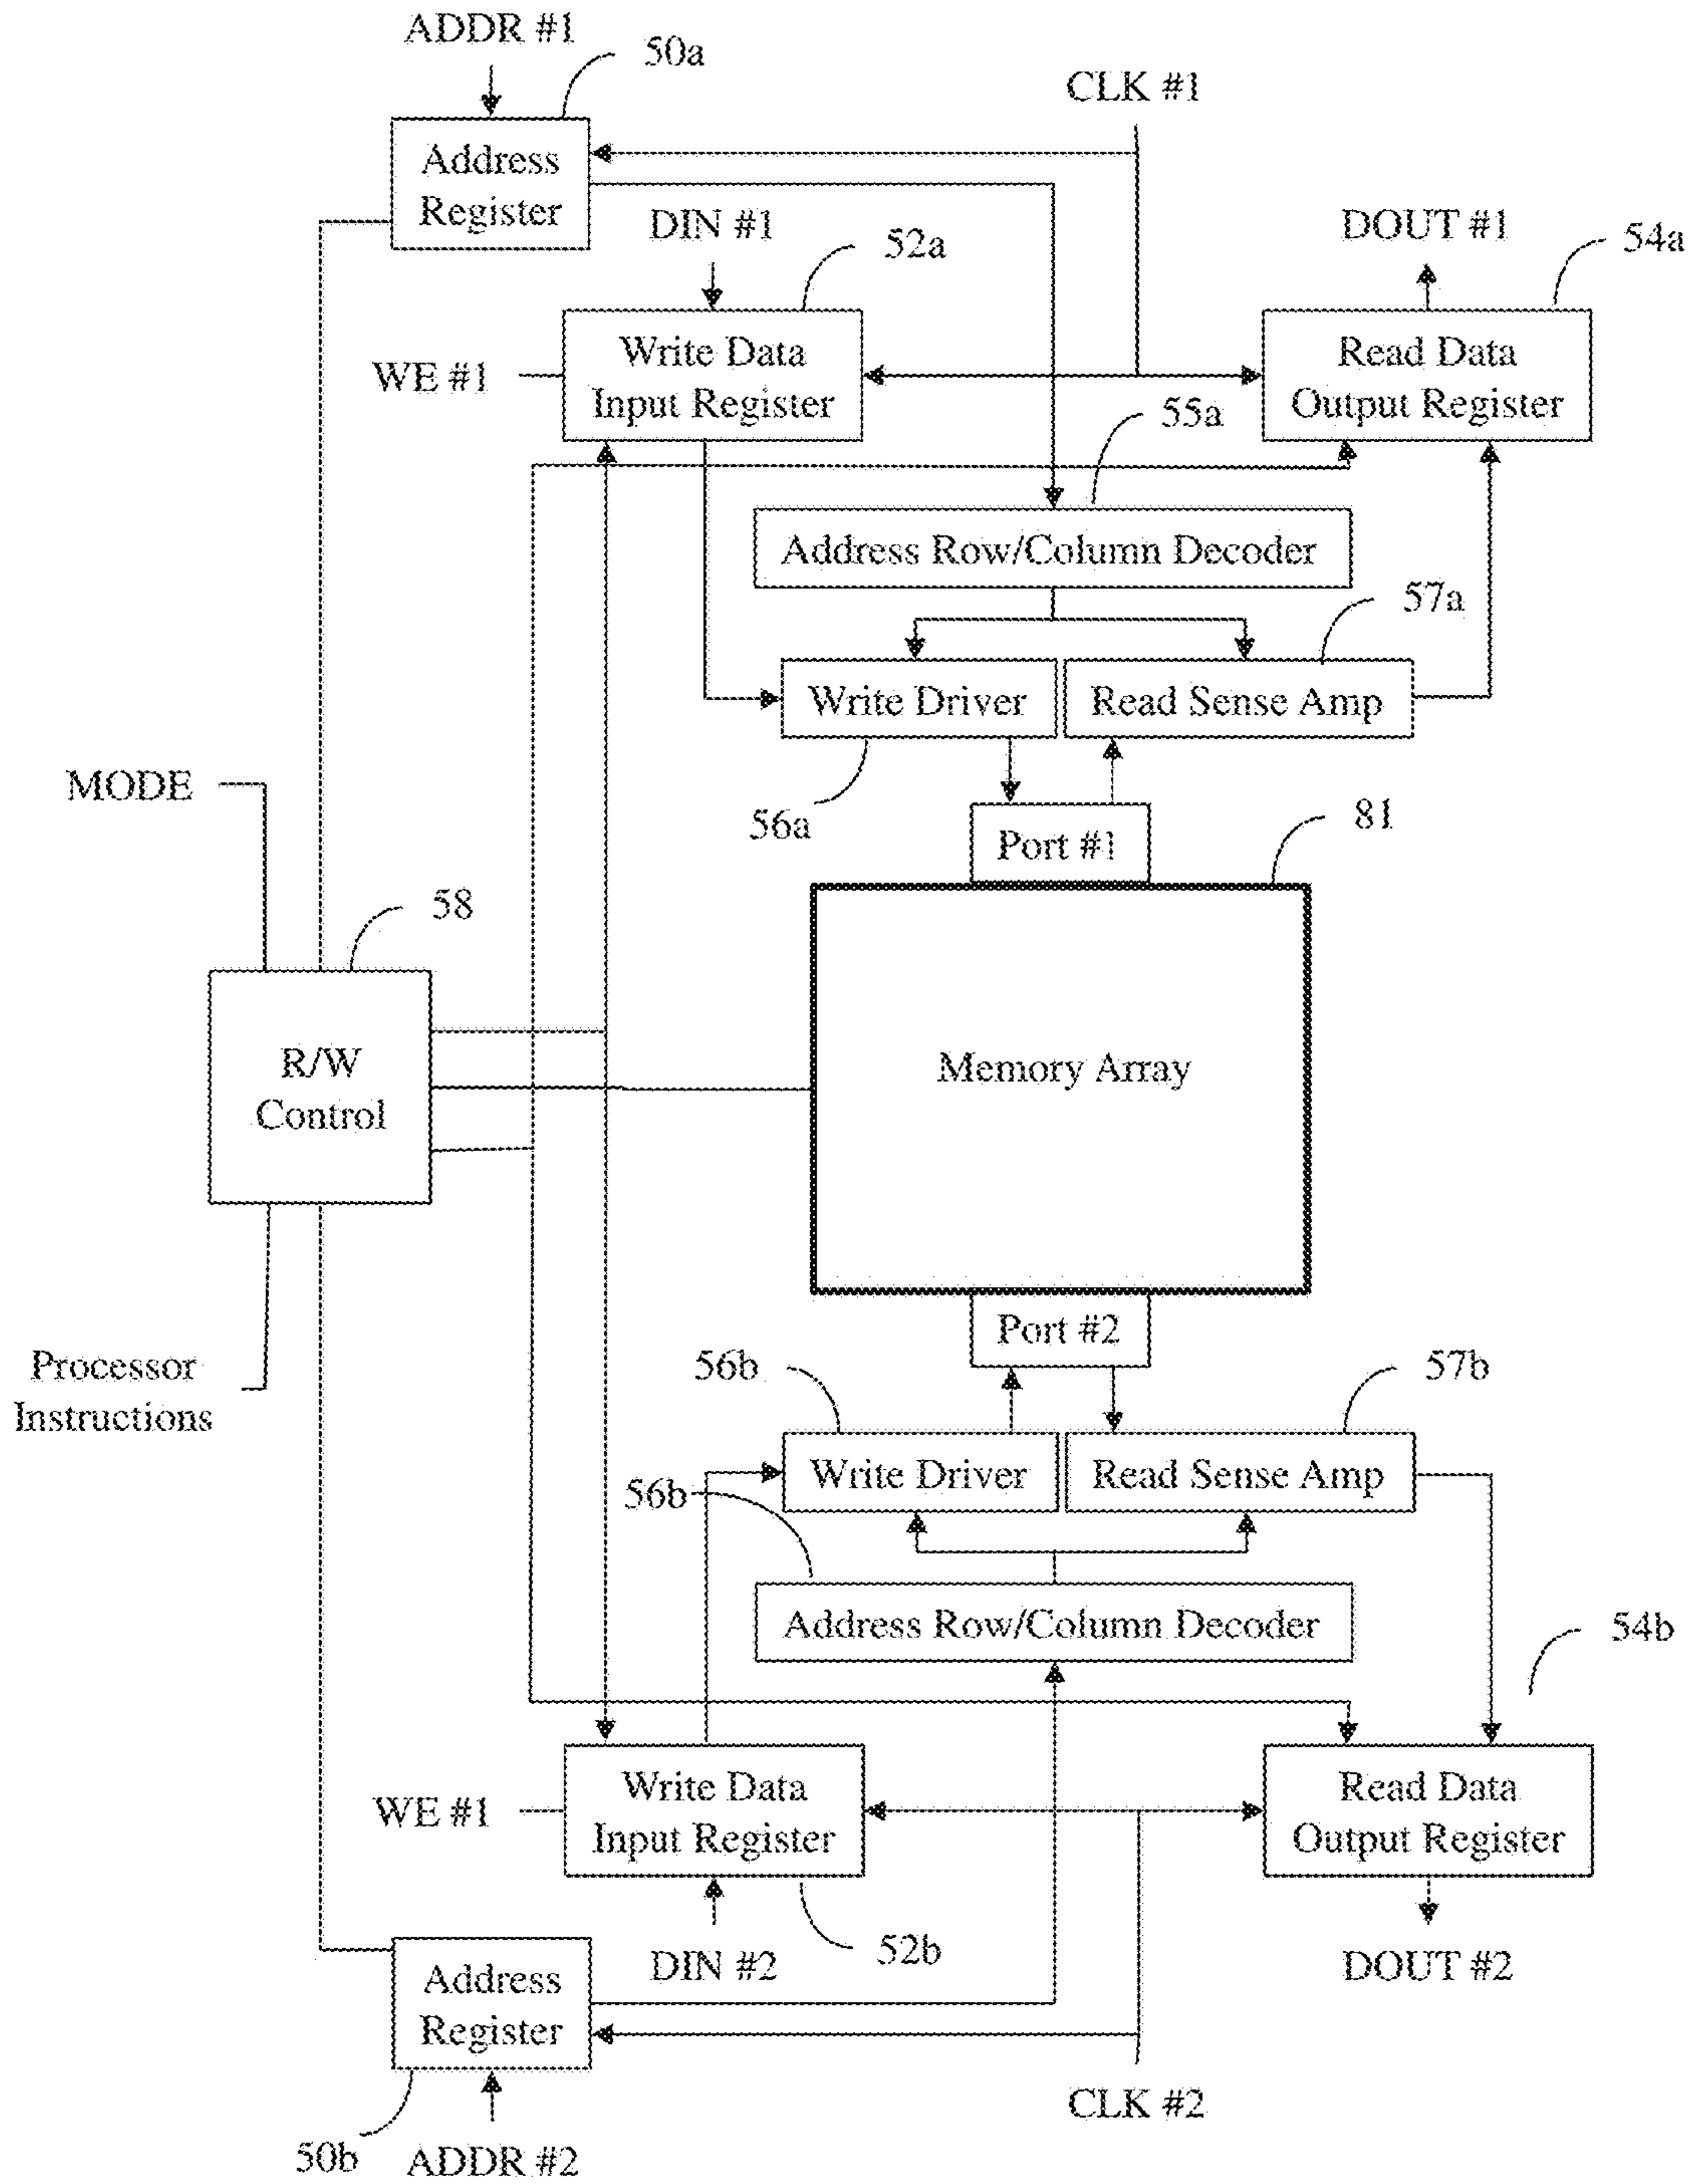 ADDR #1
50a
CLK #1
Address
Register
DIN #1
52a
DOUT #1
54a
Write Data
Input Register
WE #1
Read Data
Output Register
55a
Address Row/Column Decoder
57a
Write Driver
Read Sense Amp
MODE
56a
Port #1
81
58
R/W
Control
Memory Array
Processor
Instructions
Port #2
56b
57b
Write Driver
Read Sense Amp
56b
Address Row/Column Decoder
54b
WE #1
Write Data
Input Register
Read Data
Output Register
DIN #2
52b
DOUT #2
Address
Register
CLK #2
50b
ADDR #2